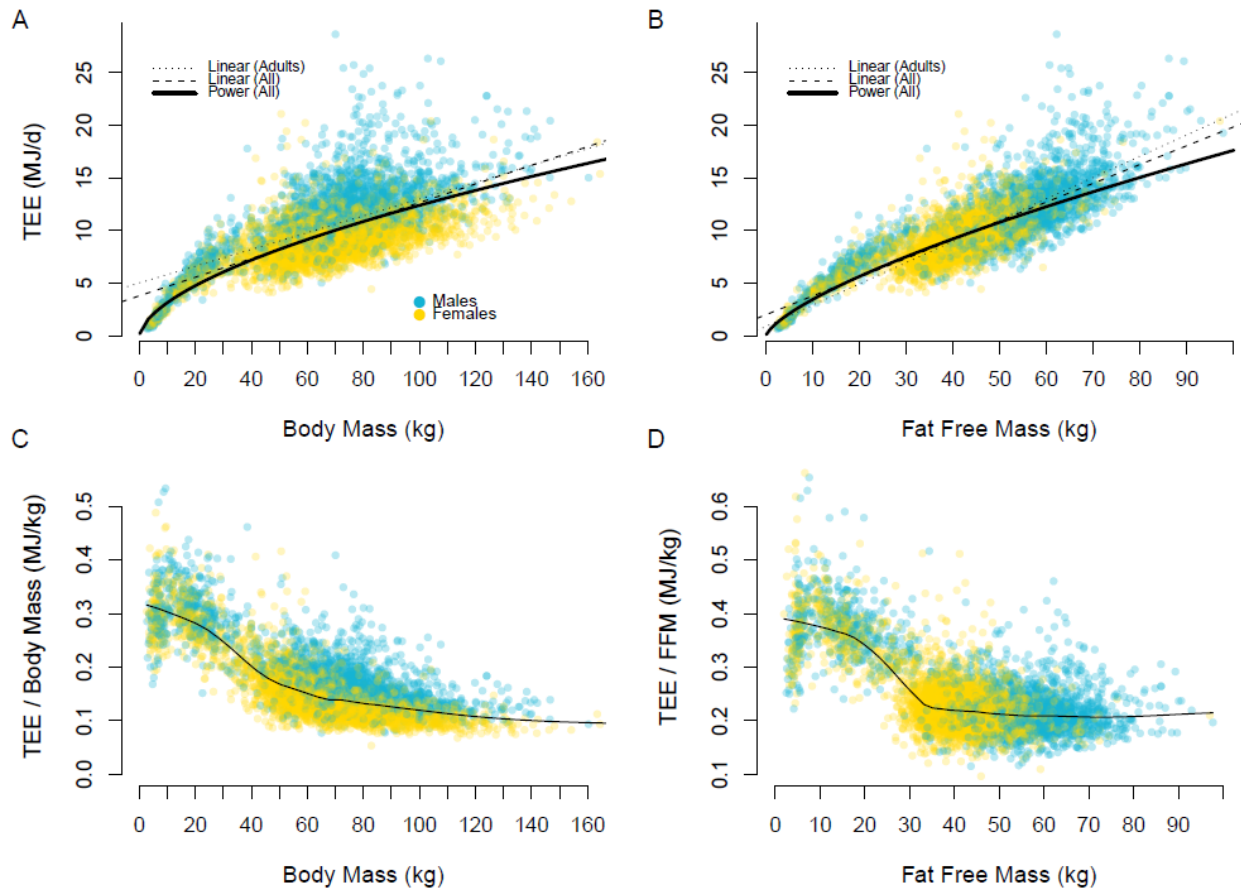 A
TEE (MJ/d)
25
20
15
10
5
0
Linear (Adults)
Linear (All)
Power (All)
Males
Females
0 20 40 60 80 100 120 140 160
Body Mass (kg)
B
Linear (Adults)
Linear (All)
Power (All)
25
20
15
10
5
0
0 10 20 30 40 50 60 70 80 90
Fat Free Mass (kg)
C
TEE / Body Mass (MJ/kg)
0.5
0.4
0.3
0.2
0.1
0.0
0 20 40 60 80 100 120 140 160
Body Mass (kg)
D
TEE / FFM (MJ/kg)
0.6
0.5
0.4
0.3
0.2
0.1
0 10 20 30 40 50 60 70 80 90
Fat Free Mass (kg)